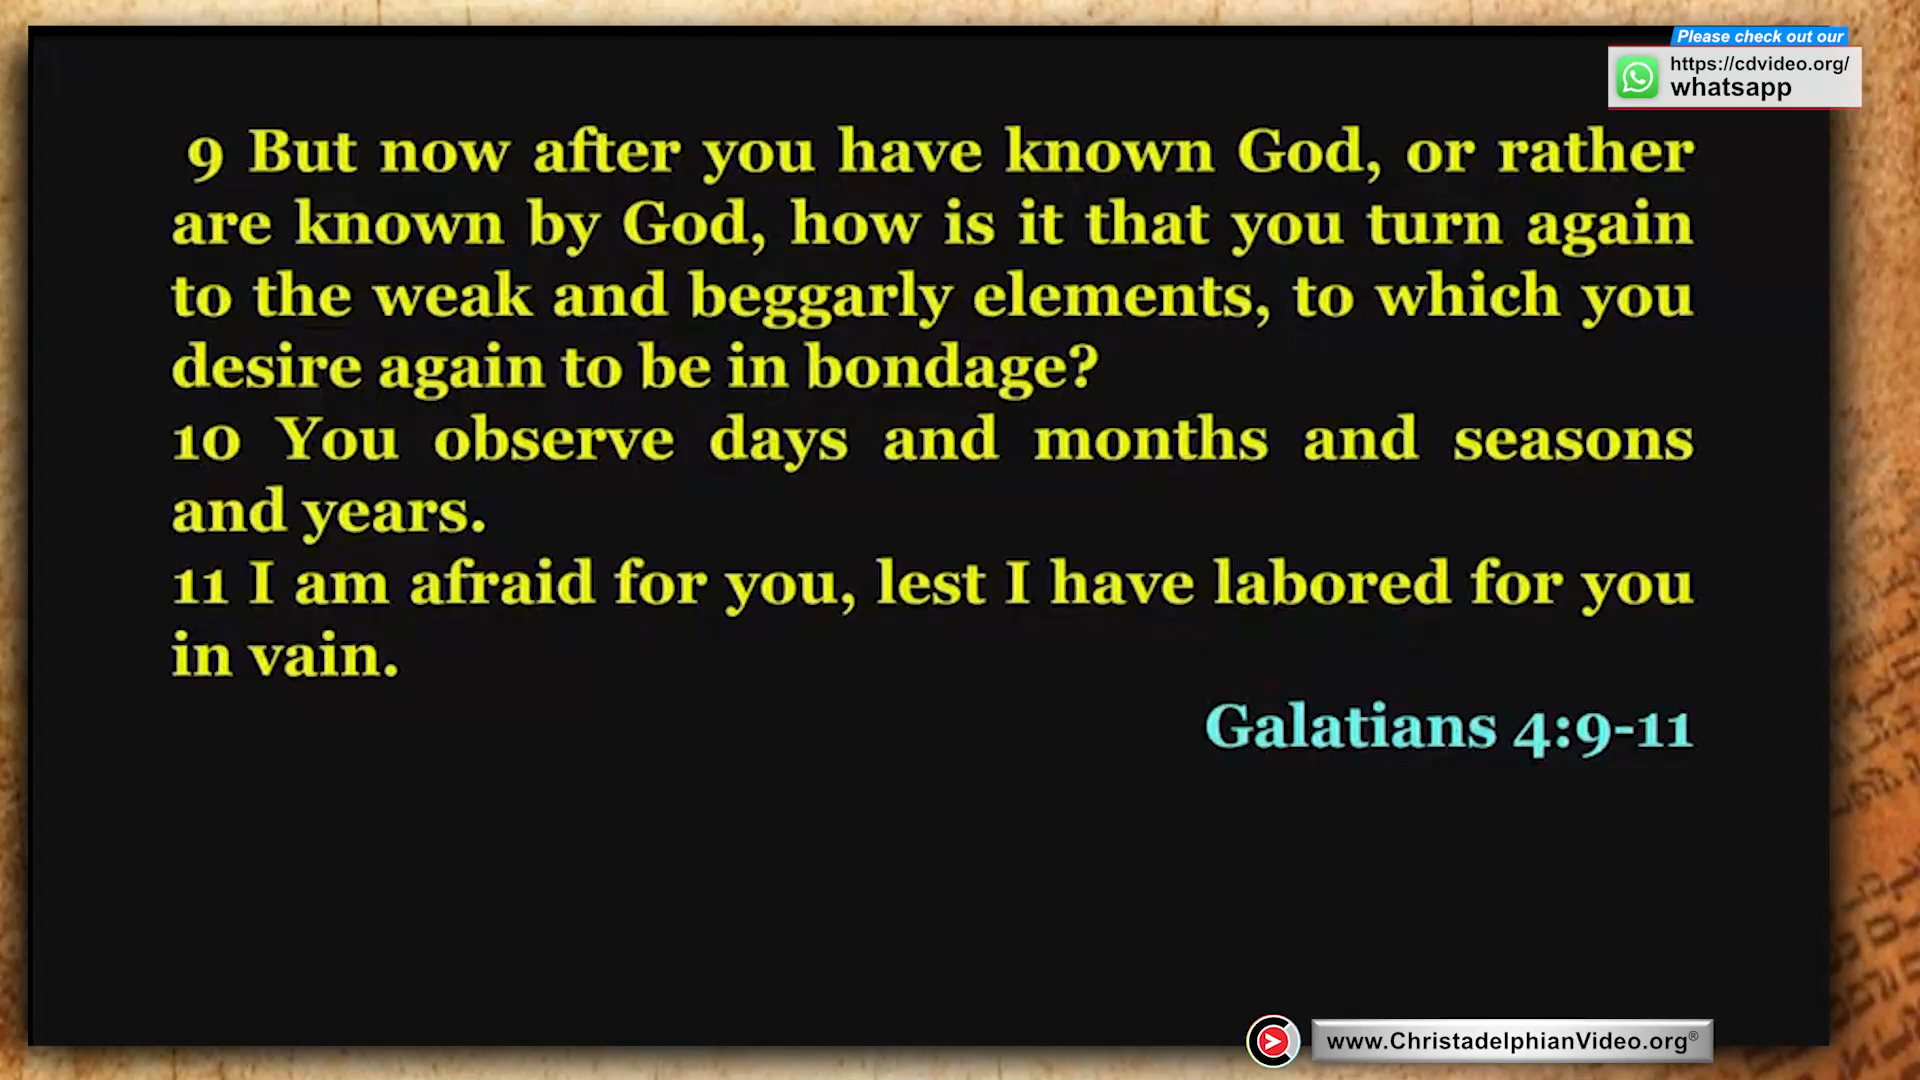 Please check out our
https://cdvideo.org/
whatsapp
9 But now after you have known God, or rather
are known by God, how is it that you turn again
to the weak and beggarly elements, to which you
desire again to be in bondage?
10 You observe days and months and seasons
and years.
11 I am afraid for you, lest I have labored for you
in vain.
Galatians 4:9-11
www.ChristadelphianVideo.org®